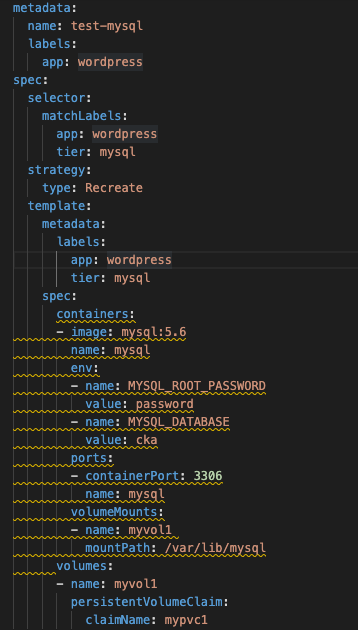 metadata:
  name: test-mysql
  labels:
    app: wordpress
spec:
  selector:
    matchLabels:
      app: wordpress
      tier: mysql
  strategy:
    type: Recreate
  template:
    metadata:
      labels:
        app: wordpress
        tier: mysql
    spec:
      containers:
      - image: mysql:5.6
        name: mysql
        env:
        - name: MYSQL_ROOT_PASSWORD
          value: password
        - name: MYSQL_DATABASE
          value: cka
        ports:
        - containerPort: 3306
          name: mysql
        volumeMounts:
        - name: myvol1
          mountPath: /var/lib/mysql
      volumes:
      - name: myvol1
        persistentVolumeClaim:
          claimName: mypvc1